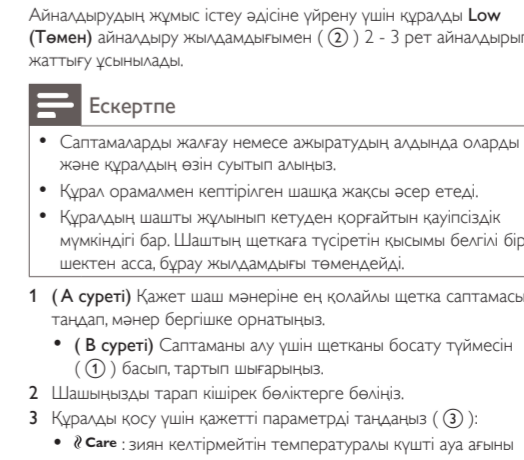 Айналдырудың жұмыс істеу әдісіне үйрену үшін құралды Low
(Төмен) айналдыру жылдамдығымен ( ② ) 2 - 3 рет айналдырып
жаттығу ұсынылады.
Ескертпе
• Саптамаларды жалғау немесе ажыратудың алдында оларды
және құралдың өзін суытып алыңыз.
• Құрал орамалмен кептірілген шашқа жақсы әсер етеді.
• Құралдың шашты жұлынып кетуден қорғайтын қауіпсіздік
мүмкіндігі бар. Шаштың щеткаға түсіретін қысымы белгілі бір
шектен асса, бұрау жылдамдығы төмендейді.
1 ( А суреті) Қажет шаш мәнеріне ең қолайлы щетка саптамасы
таңдап, мәнер бергішке орнатыңыз.
• ( В суреті) Саптаманы алу үшін щетканы босату түймесін
( ① ) басып, тартып шығарыңыз.
2 Шашыңызды тарап кішірек бөліктерге бөліңіз.
3 Құралды қосу үшін қажетті параметрді таңдаңыз ( ③ ):
• Care : зиян келтірмейтін температуралы күшті ауа ағыны